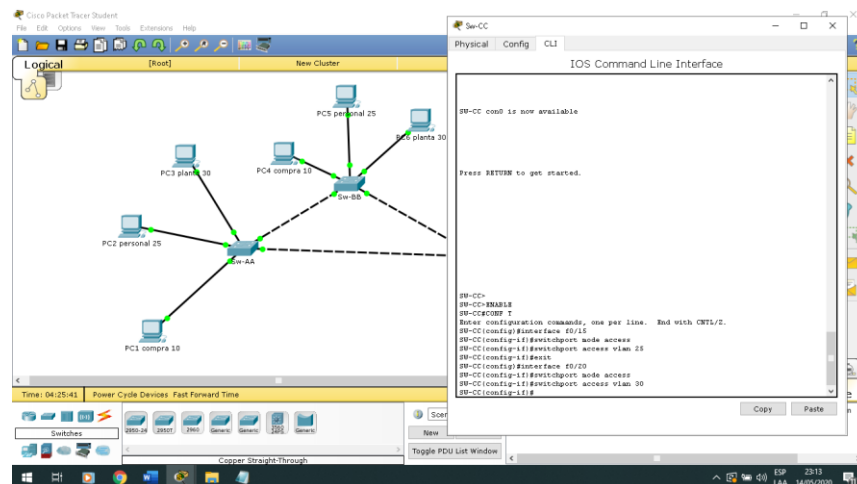 Cisco Packet Tracer Student
File Edit Options View Tools Extensions Help
Logical
[Root]
New Cluster
PC5 personal 25
planta 30
PC3 planta 30
PC4 compra 10
Sw-BB
PC2 personal 25
Sw-AA
PC1 compra 10
Time: 04:25:41
Power Cycle Devices Fast Forward Time
Switches
2950-24
2950T
2960
Generic
Generic
Generic
Copper Straight-Through
New
Toggle PDU List Window
Sw-CC
Physical Config CLI
IOS Command Line Interface
SW-CC con0 is now available
Press RETURN to get started.
SW-CC>
SW-CC>ENABLE
SW-CC#CONF T
Enter configuration commands, one per line. End with CNTL/Z.
SW-CC(config)#interface f0/15
SW-CC(config-if)#switchport mode access
SW-CC(config-if)#switchport access vlan 25
SW-CC(config-if)#exit
SW-CC(config)#interface f0/20
SW-CC(config-if)#switchport mode access
SW-CC(config-if)#switchport access vlan 30
SW-CC(config-if)#
Copy
Paste
ESP
LAA
23:13
14/05/2020